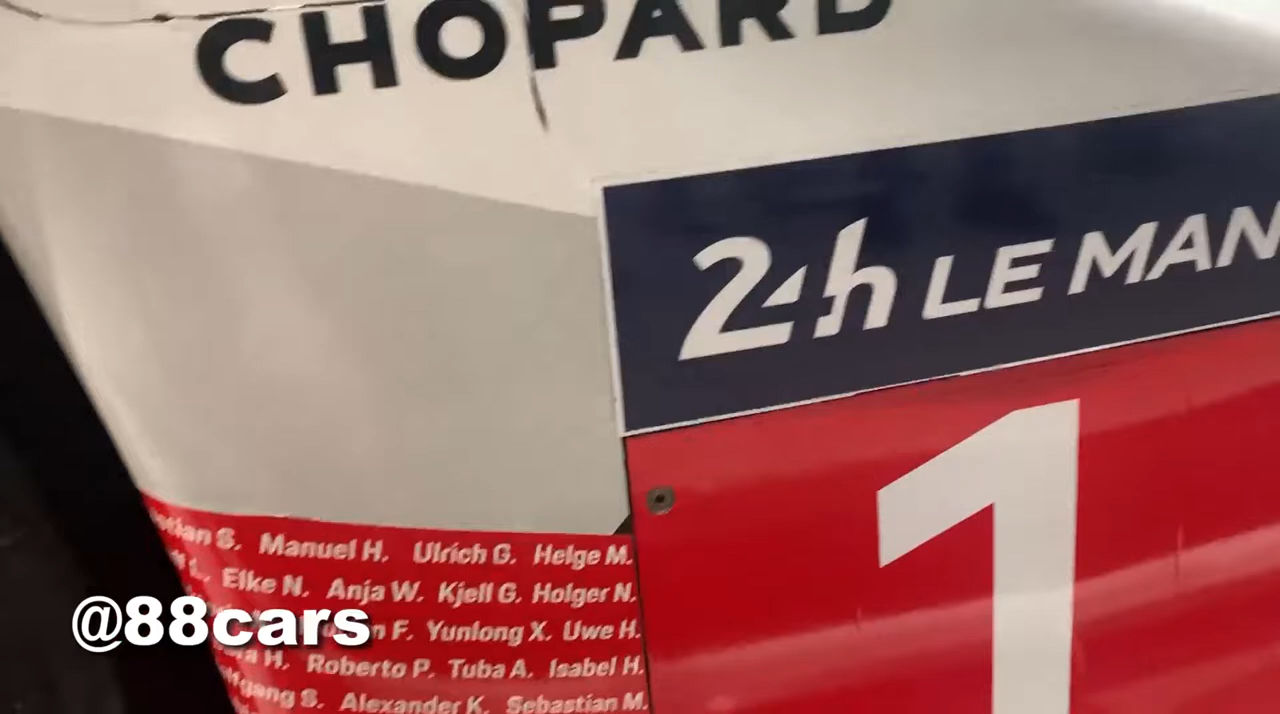 CHOPARD
24h LE MAN
1
S. Manuel H. Ulrich G. Helge M.
L. Elke N. Anja W. Kjell G. Holger N.
F. Yunlong X. Uwe H.
H. Roberto P. Tuba A. Isabel H.
S. Alexander K. Sebastian M.
@88cars